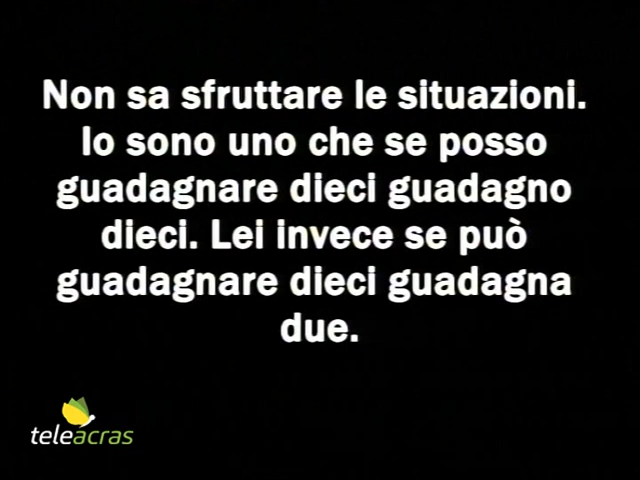 Non sa sfruttare le situazioni.
Io sono uno che se posso
guadagnare dieci guadagno
dieci. Lei invece se può
guadagnare dieci guadagna
due.
teleacras